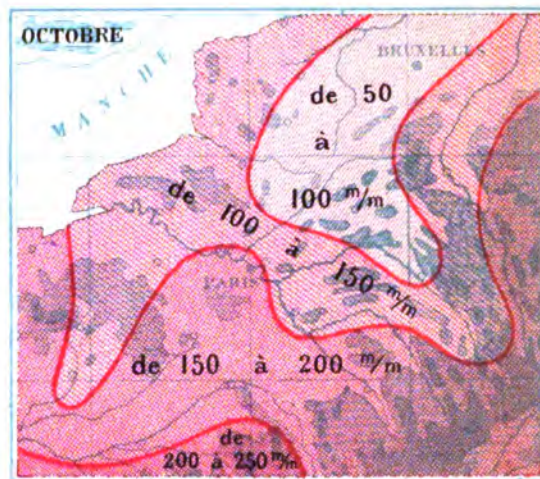 OCTOBRE
MANCHE
BRUXELLES
de 50
à
100 m/m
de 100 à 150 m/m
PARIS
de 150 à 200 m/m
de
200 à 250 m/m